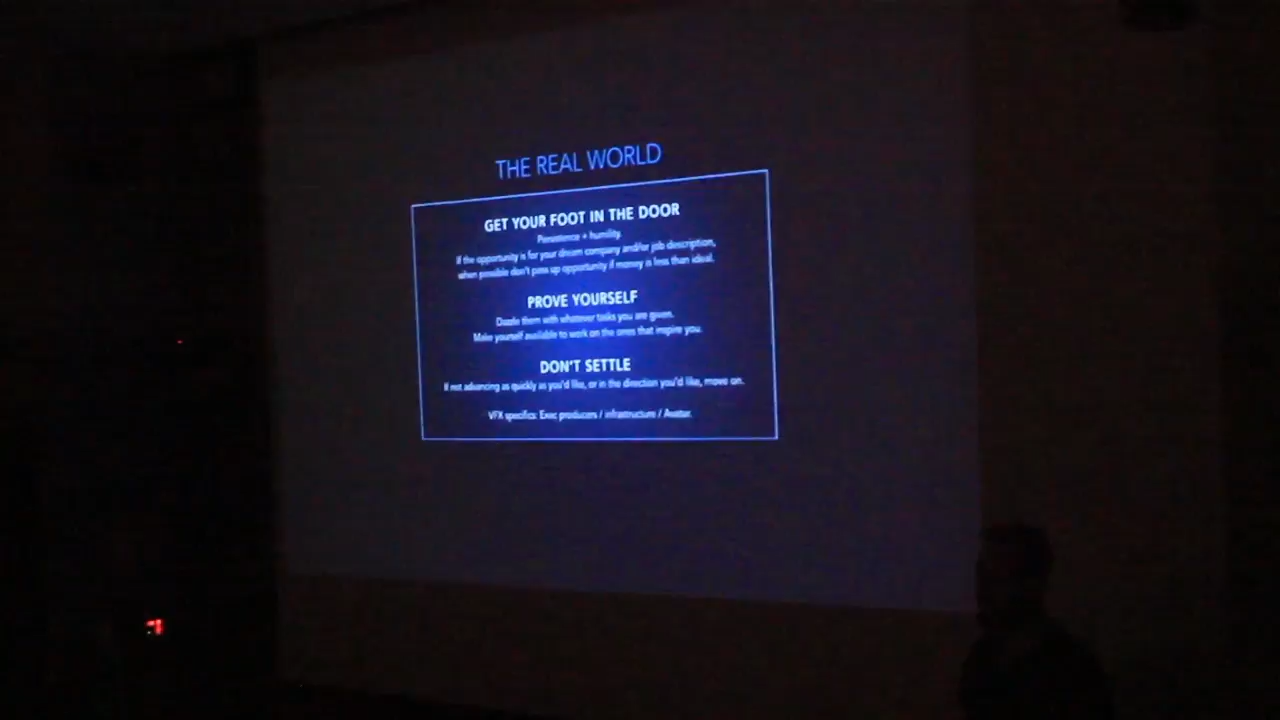 THE REAL WORLD
GET YOUR FOOT IN THE DOOR
Persistence + humility.
If the opportunity is for your dream company and/or job description,
when possible don't pass up opportunity if money is less than ideal.
PROVE YOURSELF
Dazzle them with whatever tasks you are given.
Make yourself available to work on the ones that inspire you.
DON'T SETTLE
If not advancing as quickly as you'd like, or in the direction you'd like, move on.
VFX specifics: Exec producers / infrastructure / Avatar.